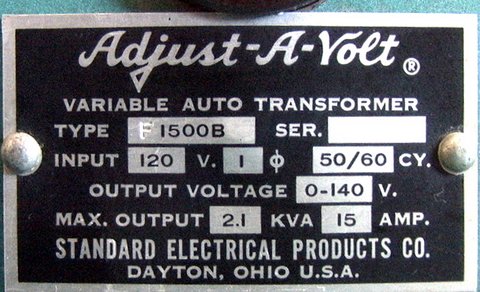 Adjust-A-Volt®
VARIABLE AUTO TRANSFORMER
TYPE F1500B SER.
INPUT 120 V. 1 ϕ 50/60 CY.
OUTPUT VOLTAGE 0-140 V.
MAX. OUTPUT 2.1 KVA 15 AMP.
STANDARD ELECTRICAL PRODUCTS CO.
DAYTON, OHIO U.S.A.